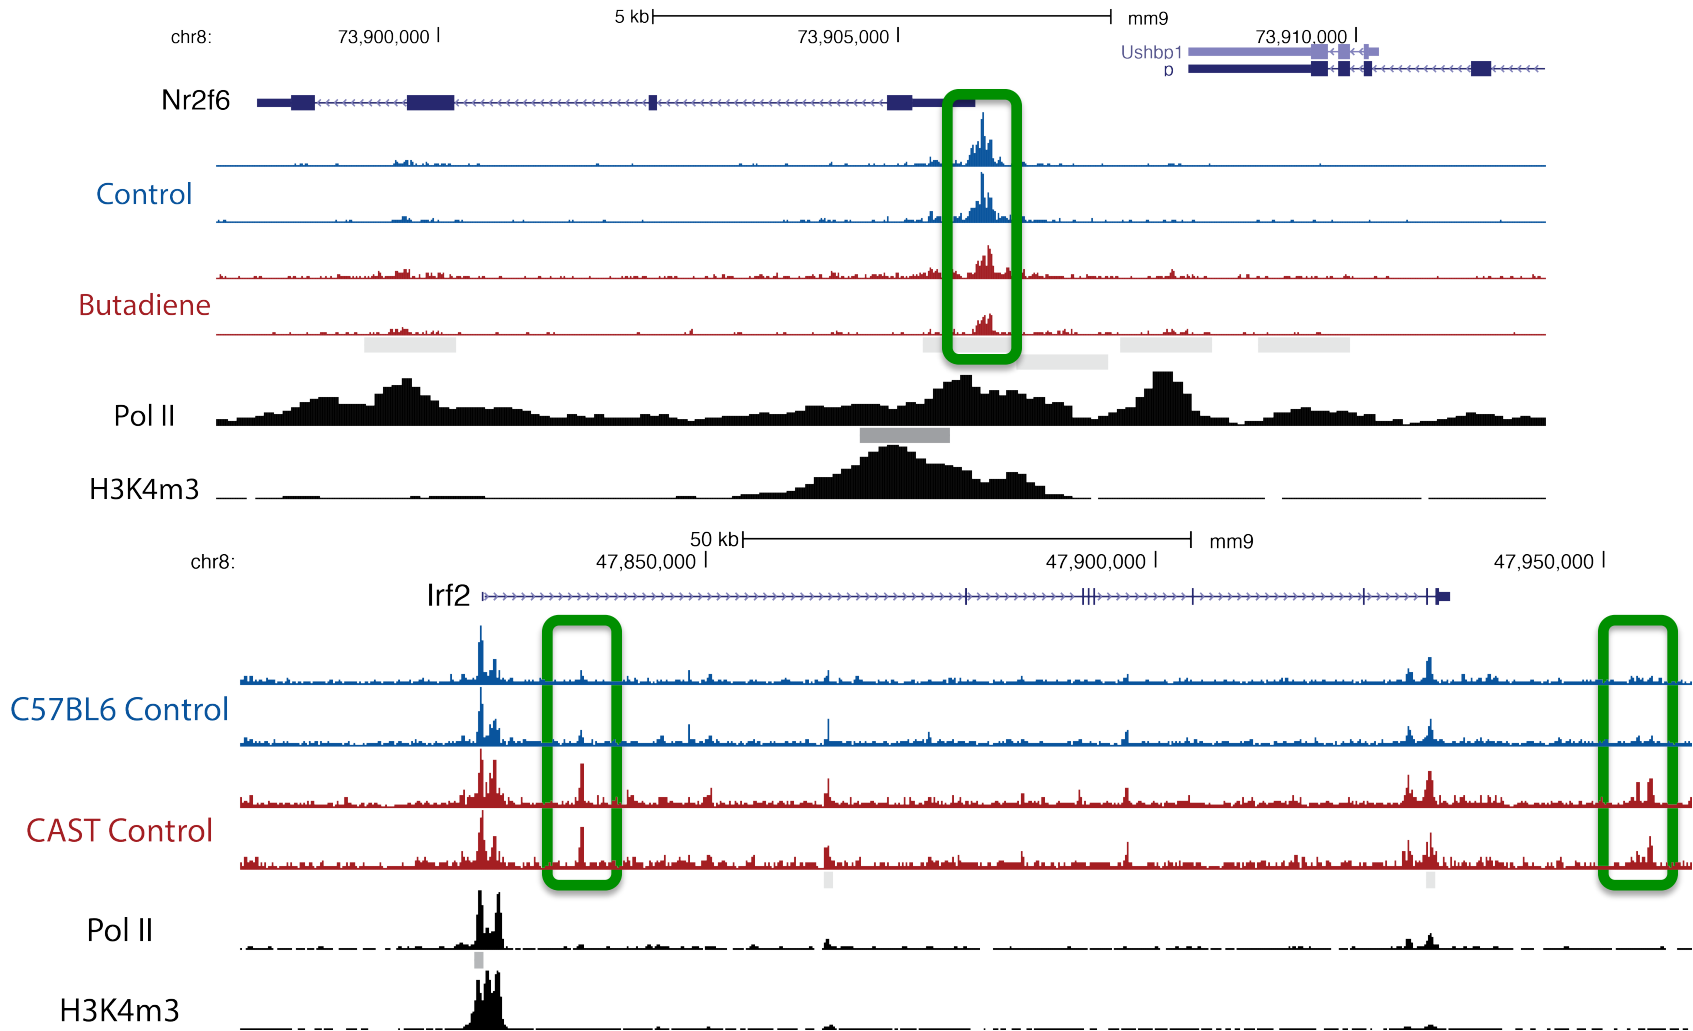 5 kb mm9
chr8: 73,900,000 73,905,000 73,910,000
Ushbp1
p
Nr2f6
Control
Butadiene
Pol II
H3K4m3
50 kb mm9
chr8: 47,850,000 47,900,000 47,950,000
Irf2
C57BL6 Control
CAST Control
Pol II
H3K4m3